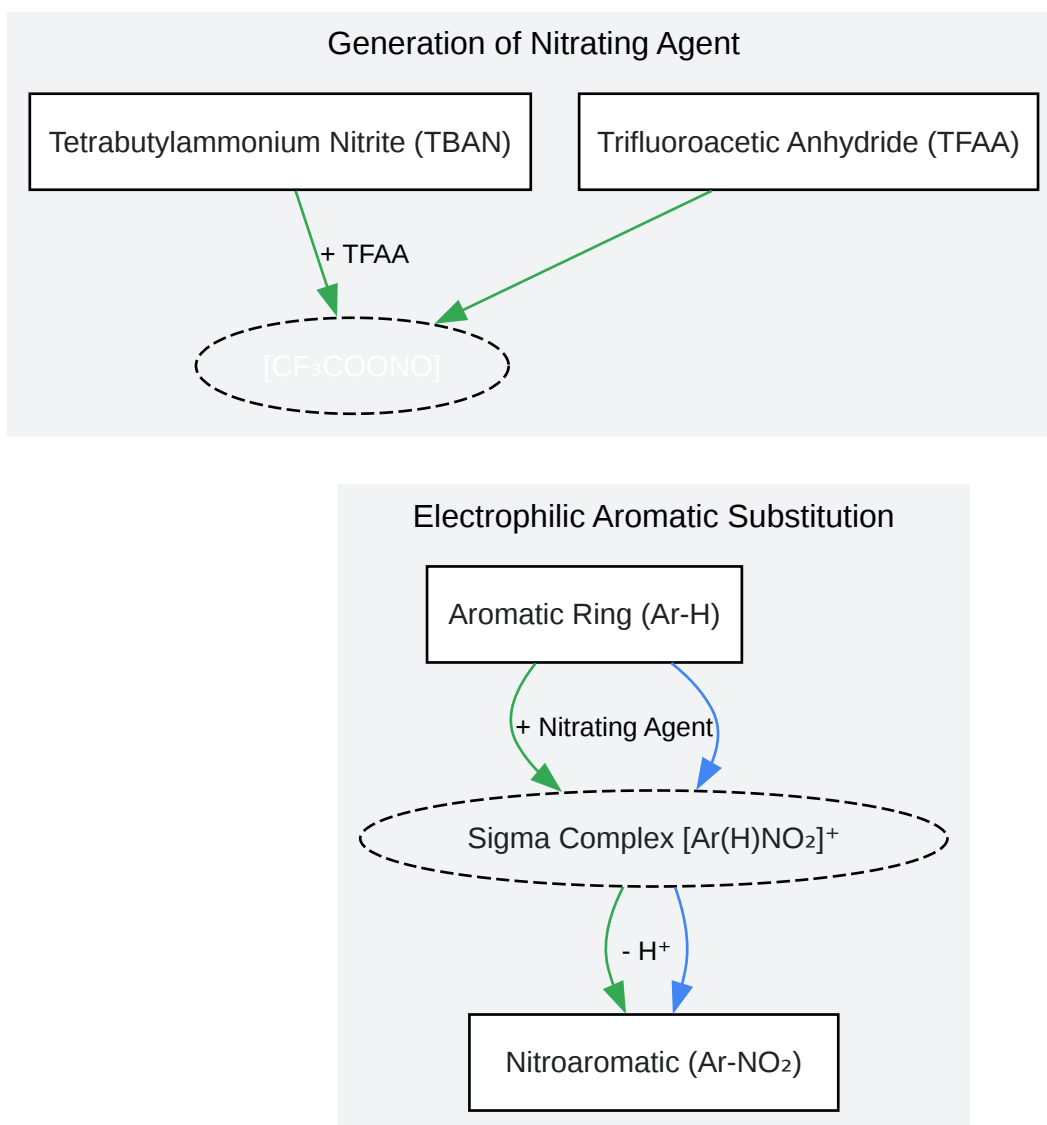 Generation of Nitrating Agent
Tetrabutylammonium Nitrite (TBAN)
Trifluoroacetic Anhydride (TFAA)
+ TFAA
[CF₃COONO]
Electrophilic Aromatic Substitution
Aromatic Ring (Ar-H)
+ Nitrating Agent
Sigma Complex [Ar(H)NO₂]⁺
- H⁺
Nitroaromatic (Ar-NO₂)